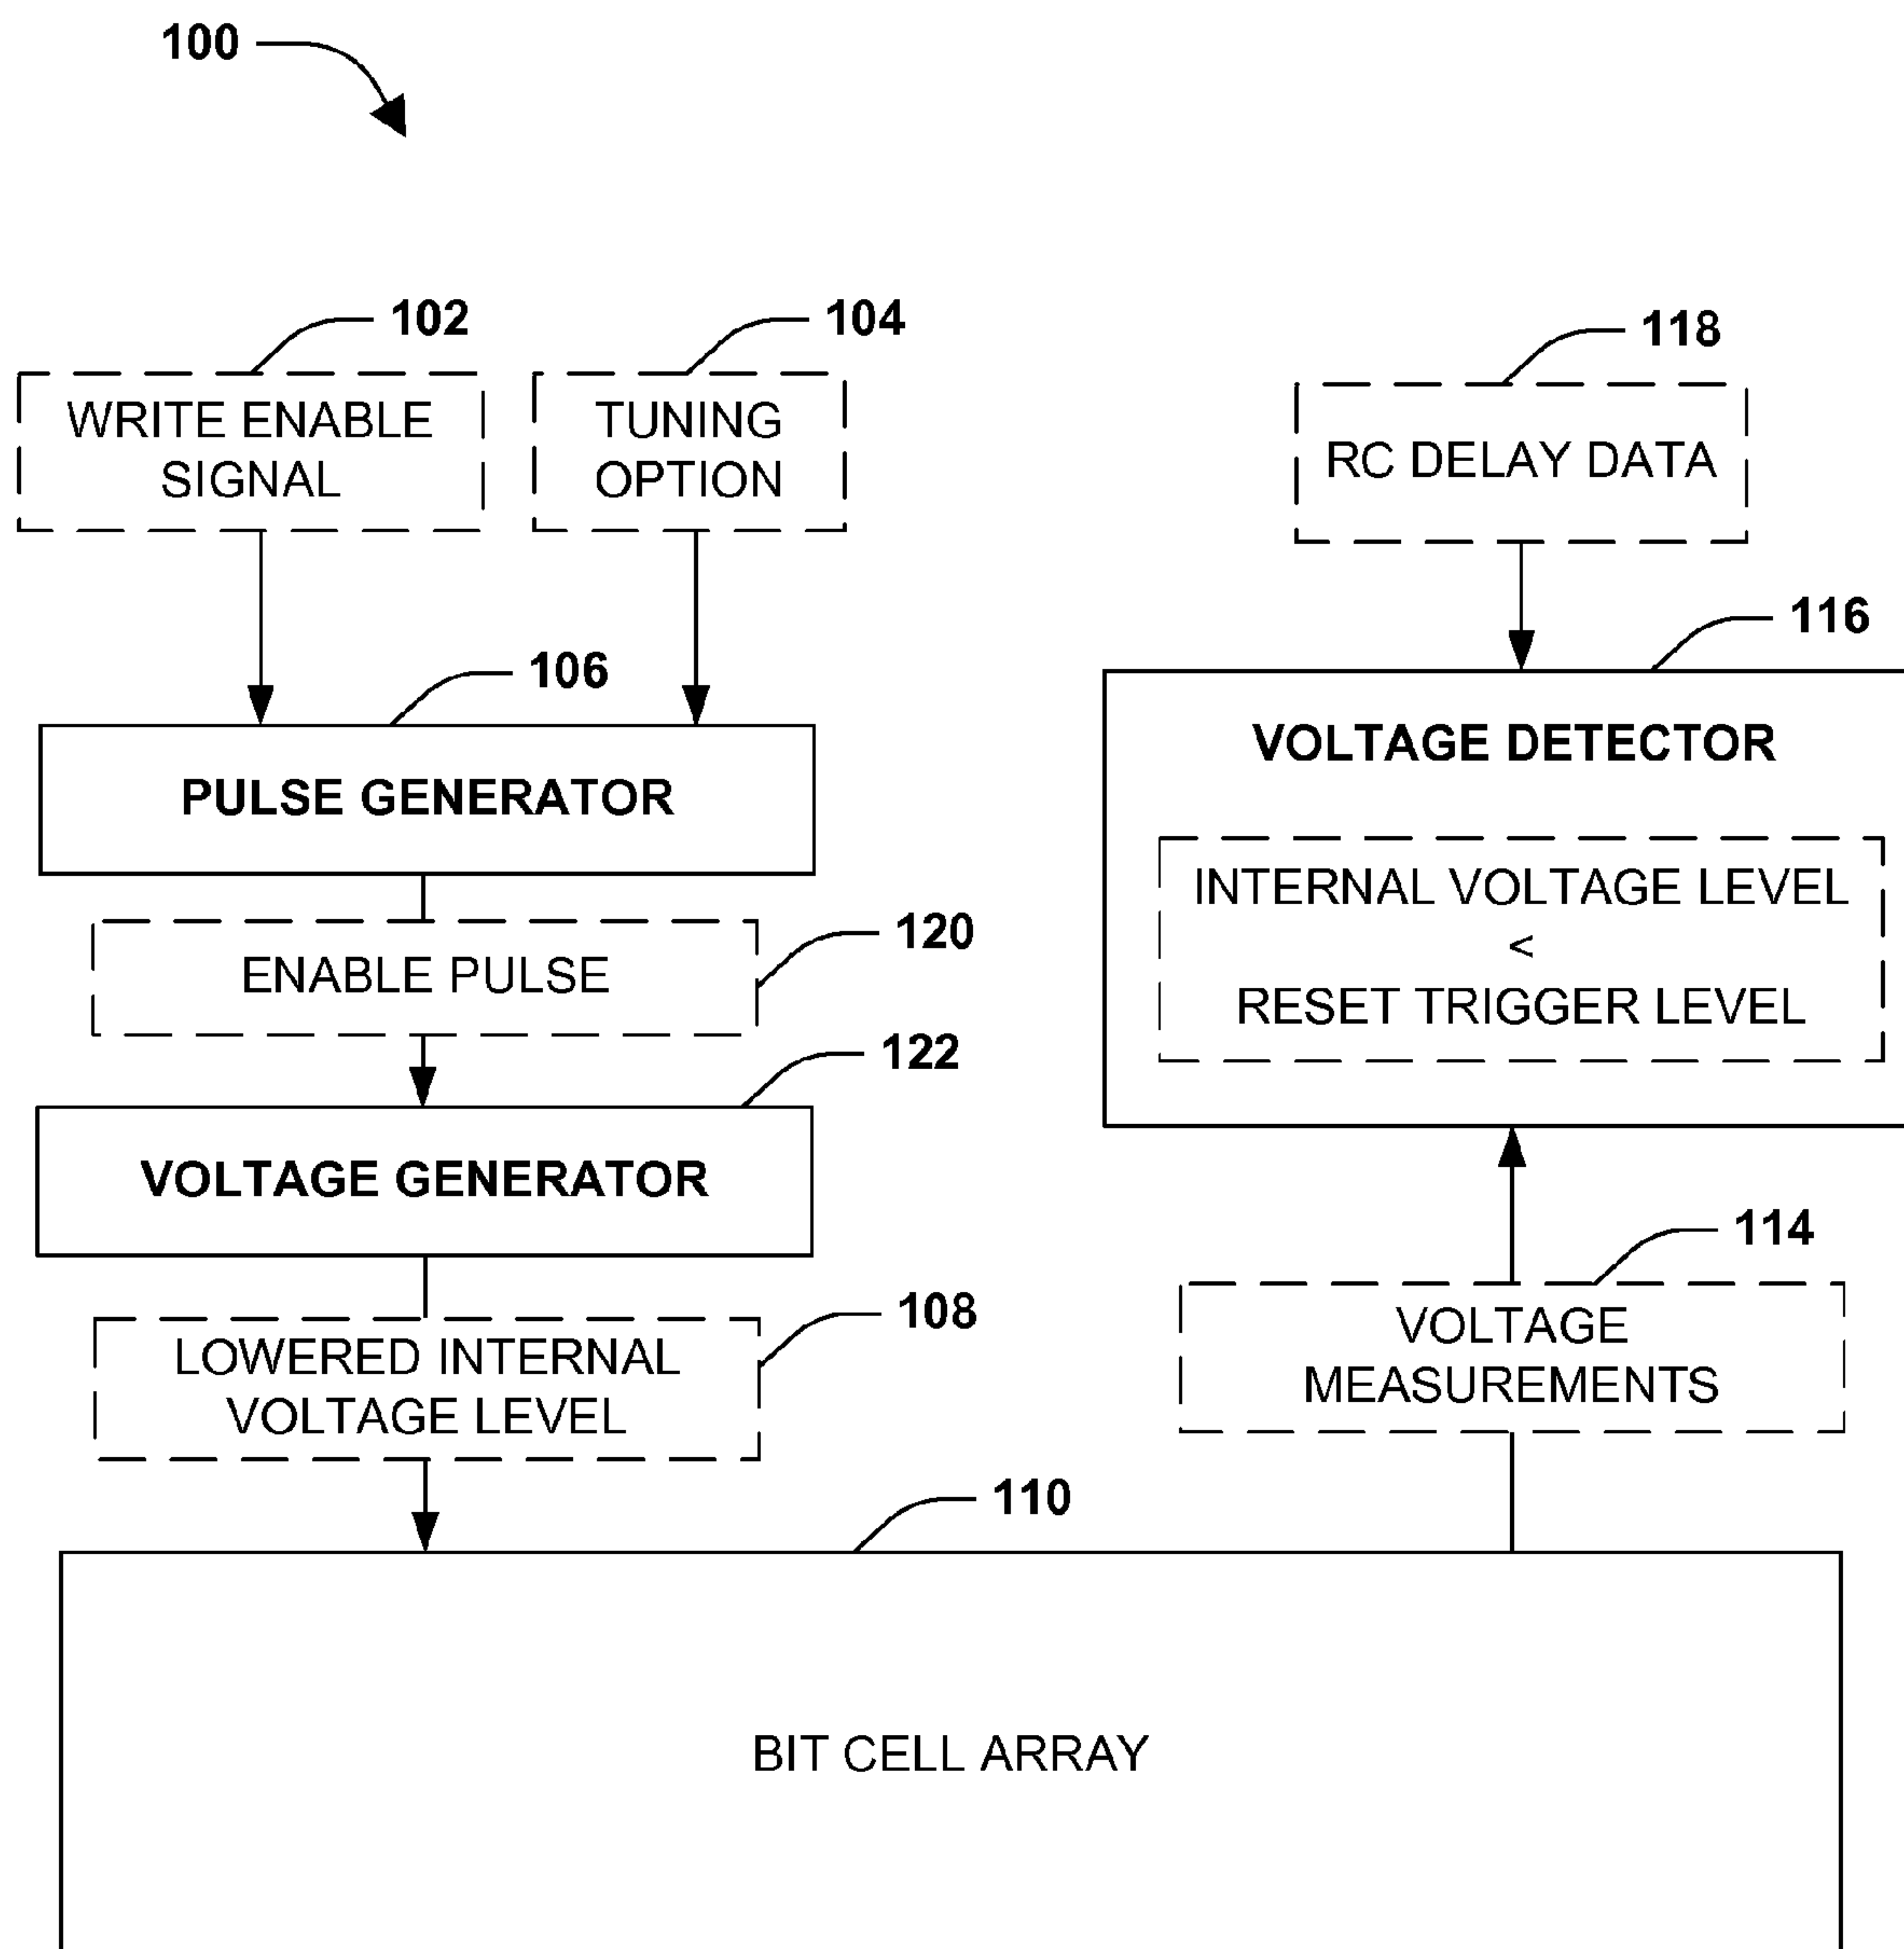 100
102
104
118
WRITE ENABLE
SIGNAL
TUNING
OPTION
RC DELAY DATA
116
106
PULSE GENERATOR
VOLTAGE DETECTOR
INTERNAL VOLTAGE LEVEL
<
RESET TRIGGER LEVEL
120
ENABLE PULSE
122
VOLTAGE GENERATOR
114
108
LOWERED INTERNAL
VOLTAGE LEVEL
VOLTAGE
MEASUREMENTS
110
BIT CELL ARRAY